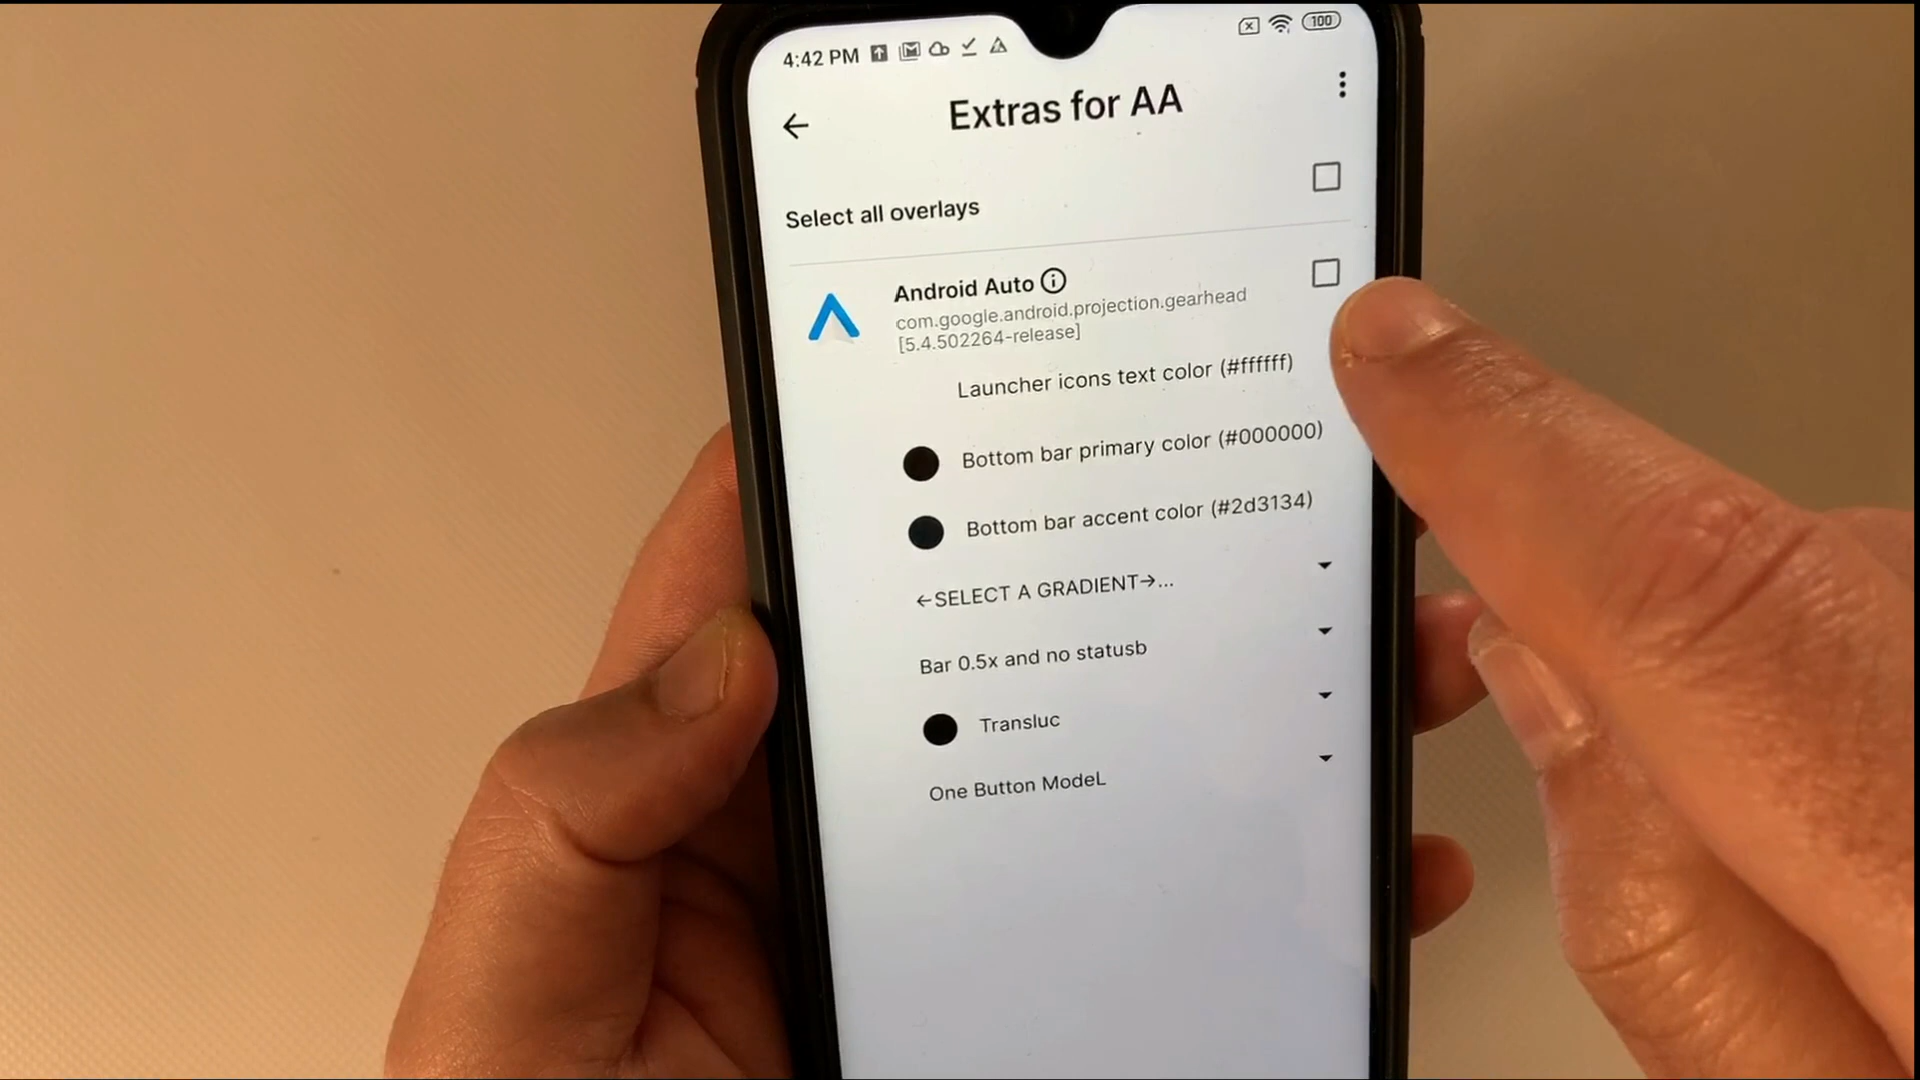 4:42 PM
100
Extras for AA
Select all overlays
Android Auto
com.google.android.projection.gearhead
[5.4.502264-release]
Launcher icons text color (#ffffff)
Bottom bar primary color (#000000)
Bottom bar accent color (#2d3134)
←SELECT A GRADIENT→...
Bar 0.5x and no statusb
Transluc
One Button ModeL